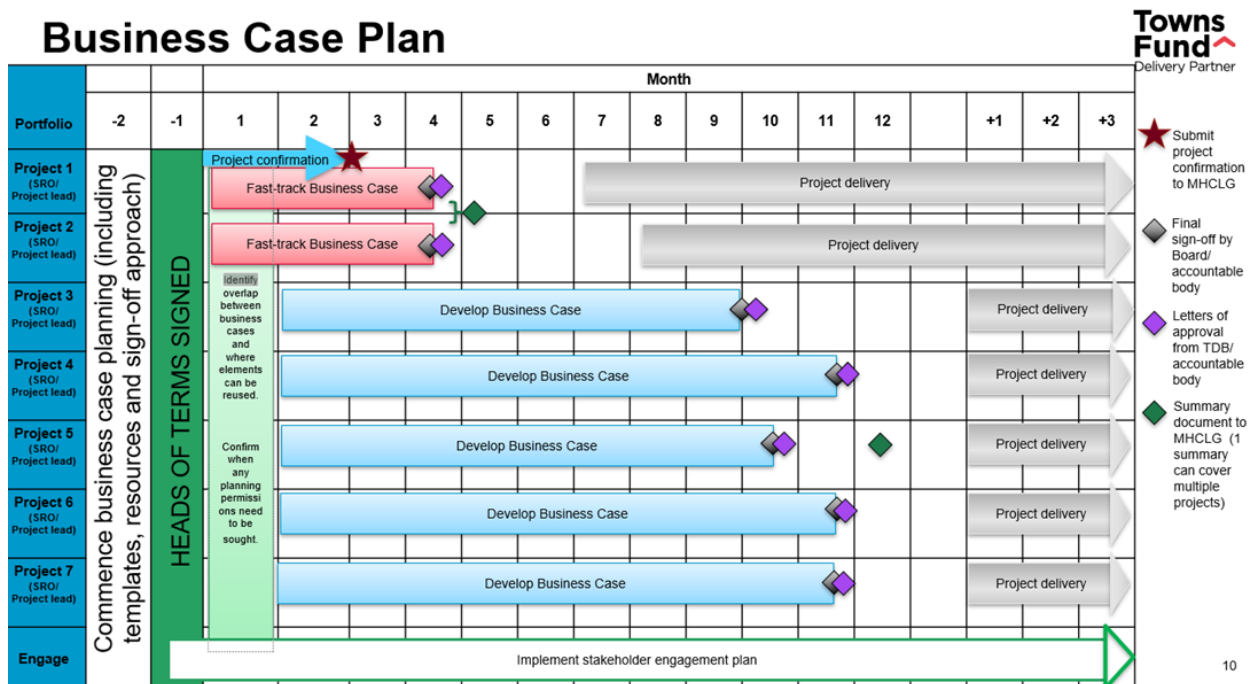 Business Case Plan
Towns
Fund
Delivery Partner
Month
Portfolio
-2
-1
1
2
3
4
5
6
7
8
9
10
11
12
+1
+2
+3
Commence business case planning (including
templates, resources and sign-off approach)
HEADS OF TERMS SIGNED
Project confirmation
Project 1
(SRO/
Project lead)
Fast-track Business Case
Project delivery
Project 2
(SRO/
Project lead)
Fast-track Business Case
Project delivery
Identify
overlap
between
business
cases
and
where
elements
can be
reused.
Confirm
when
any
planning
permissi
ons need
to be
sought.
Project 3
(SRO/
Project lead)
Develop Business Case
Project delivery
Project 4
(SRO/
Project lead)
Develop Business Case
Project delivery
Project 5
(SRO/
Project lead)
Develop Business Case
Project delivery
Project 6
(SRO/
Project lead)
Develop Business Case
Project delivery
Project 7
(SRO/
Project lead)
Develop Business Case
Project delivery
Engage
Implement stakeholder engagement plan
Submit
project
confirmation
to MHCLG
Final
sign-off by
Board/
accountable
body
Letters of
approval
from TDB/
accountable
body
Summary
document to
MHCLG (1
summary
can cover
multiple
projects)
10